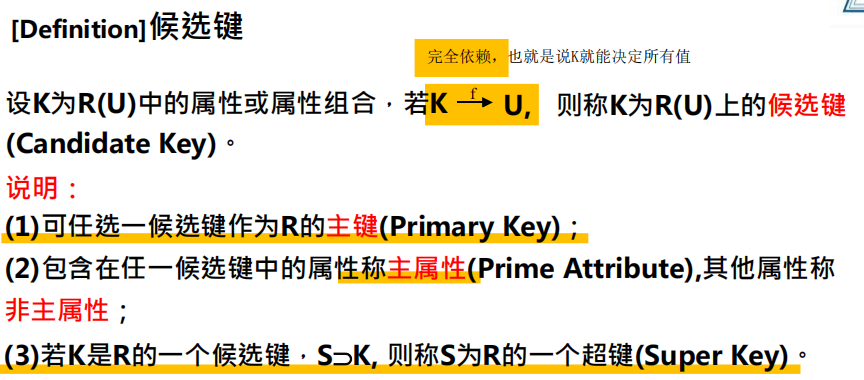 [Definition]候选键
完全依赖，也就是说K就能决定所有值
设K为R(U)中的属性或属性组合，若K —f→ U, 则称K为R(U)上的候选键
(Candidate Key)。
说明：
(1)可任选一候选键作为R的主键(Primary Key)；
(2)包含在任一候选键中的属性称主属性(Prime Attribute),其他属性称
非主属性；
(3)若K是R的一个候选键，S⊃K, 则称S为R的一个超键(Super Key)。